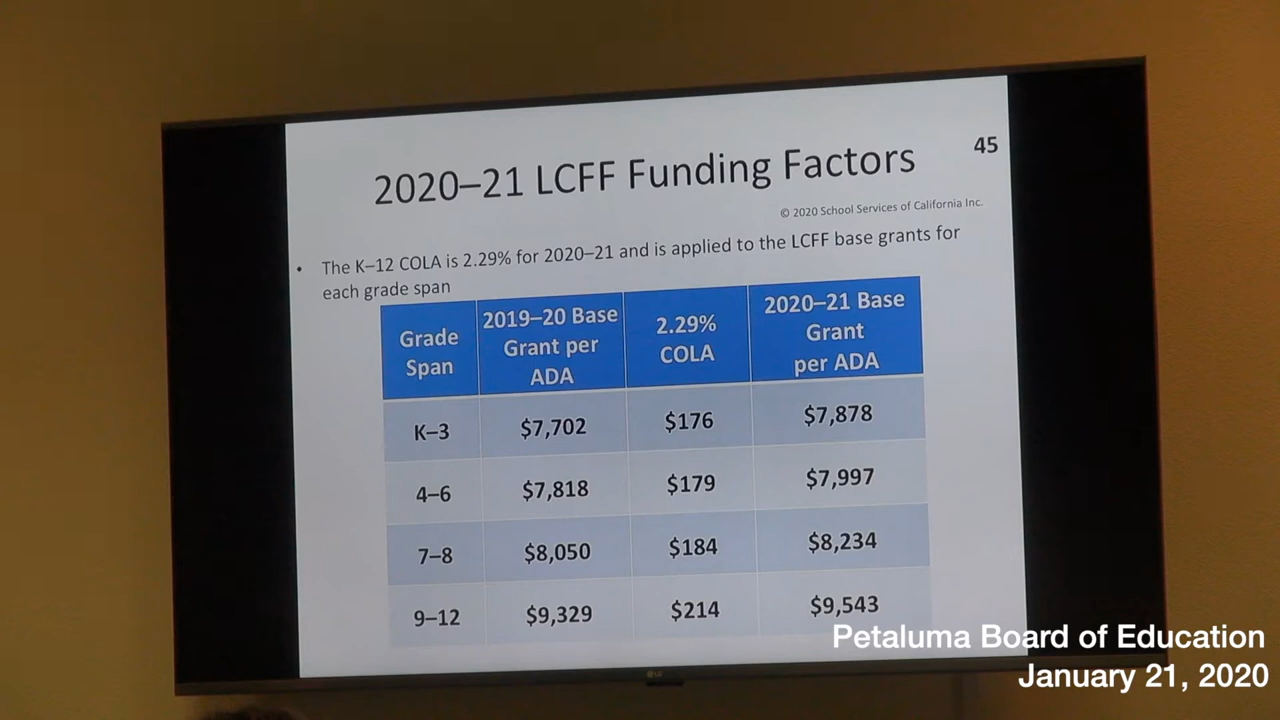 45
2020–21 LCFF Funding Factors
© 2020 School Services of California Inc.
• The K–12 COLA is 2.29% for 2020–21 and is applied to the LCFF base grants for
each grade span
Grade Span 2019–20 Base Grant per ADA 2.29% COLA 2020–21 Base Grant per ADA
K–3 $7,702 $176 $7,878
4–6 $7,818 $179 $7,997
7–8 $8,050 $184 $8,234
9–12 $9,329 $214 $9,543
LG
Petaluma Board of Education
January 21, 2020